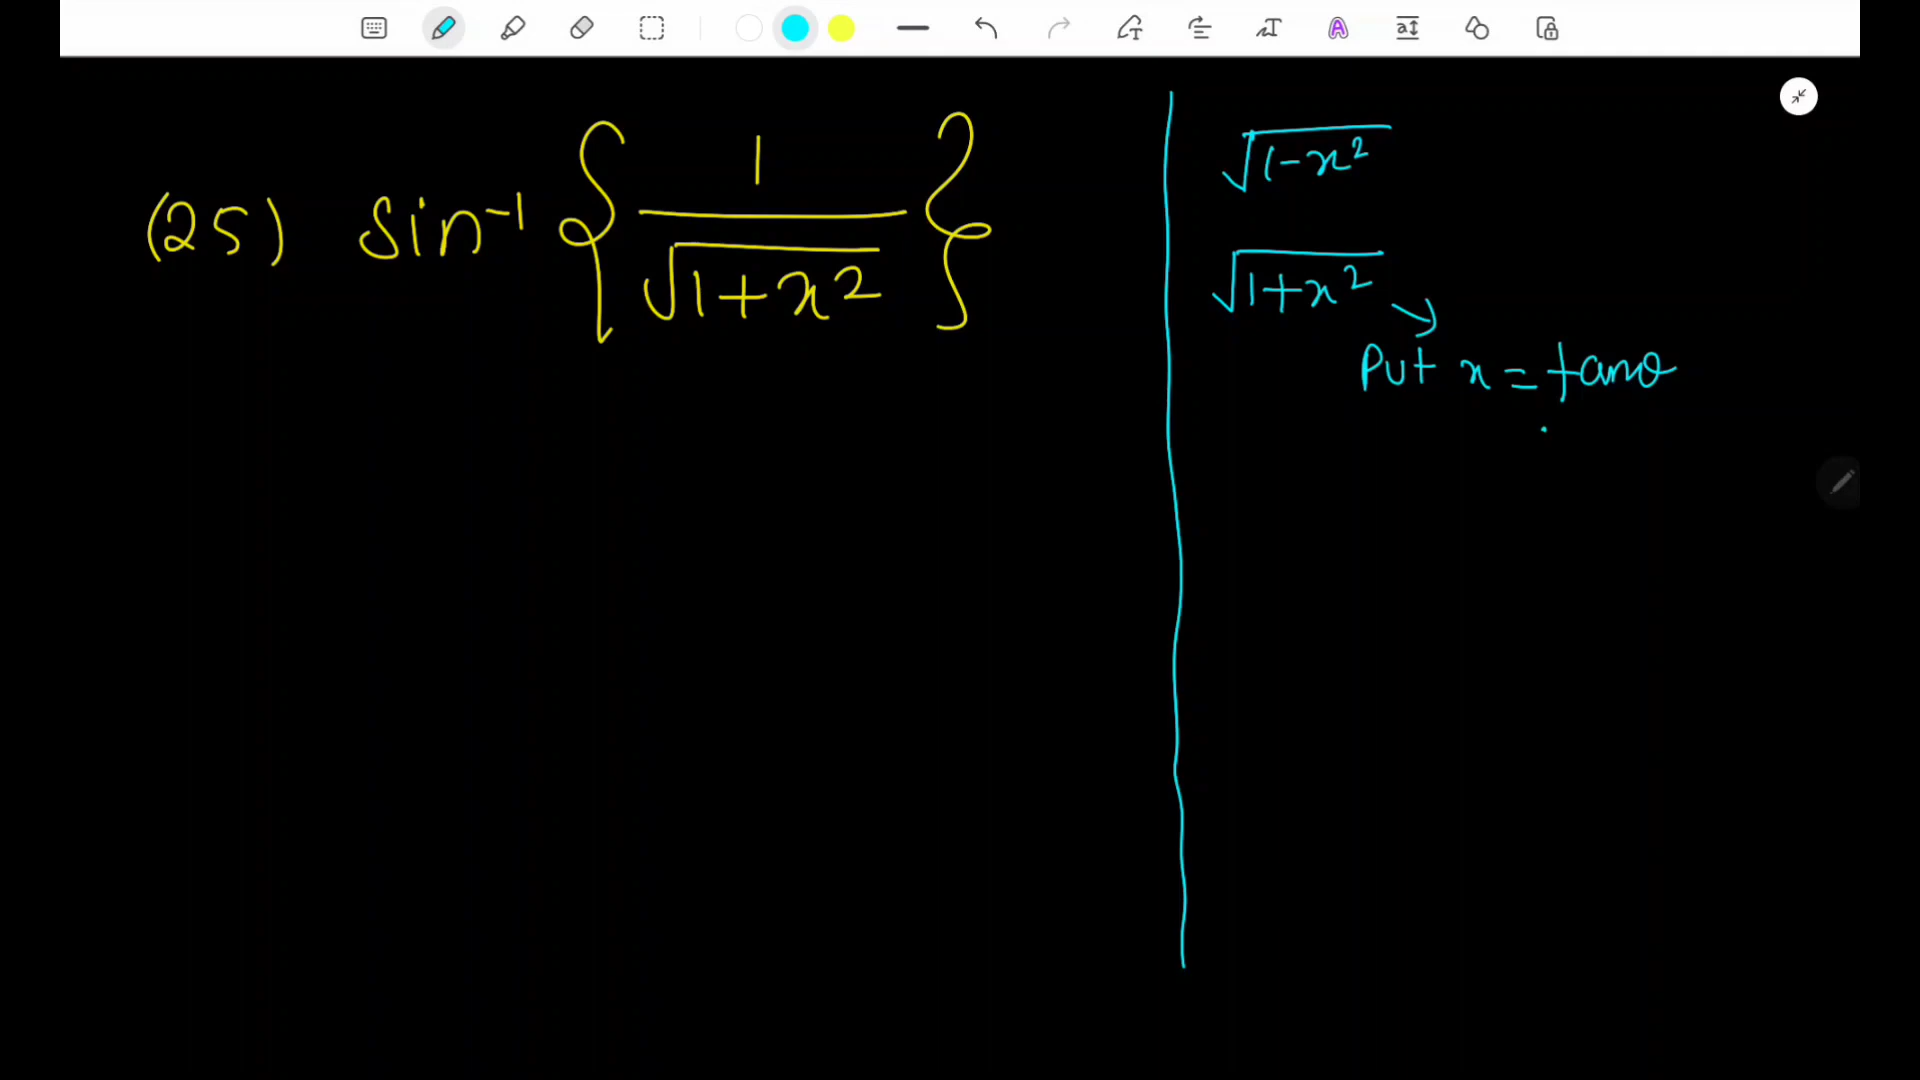 (25) Sin⁻¹ { 1 / √(1+x²) }
√(1-x²)
√(1+x²)
Put x = tanθ